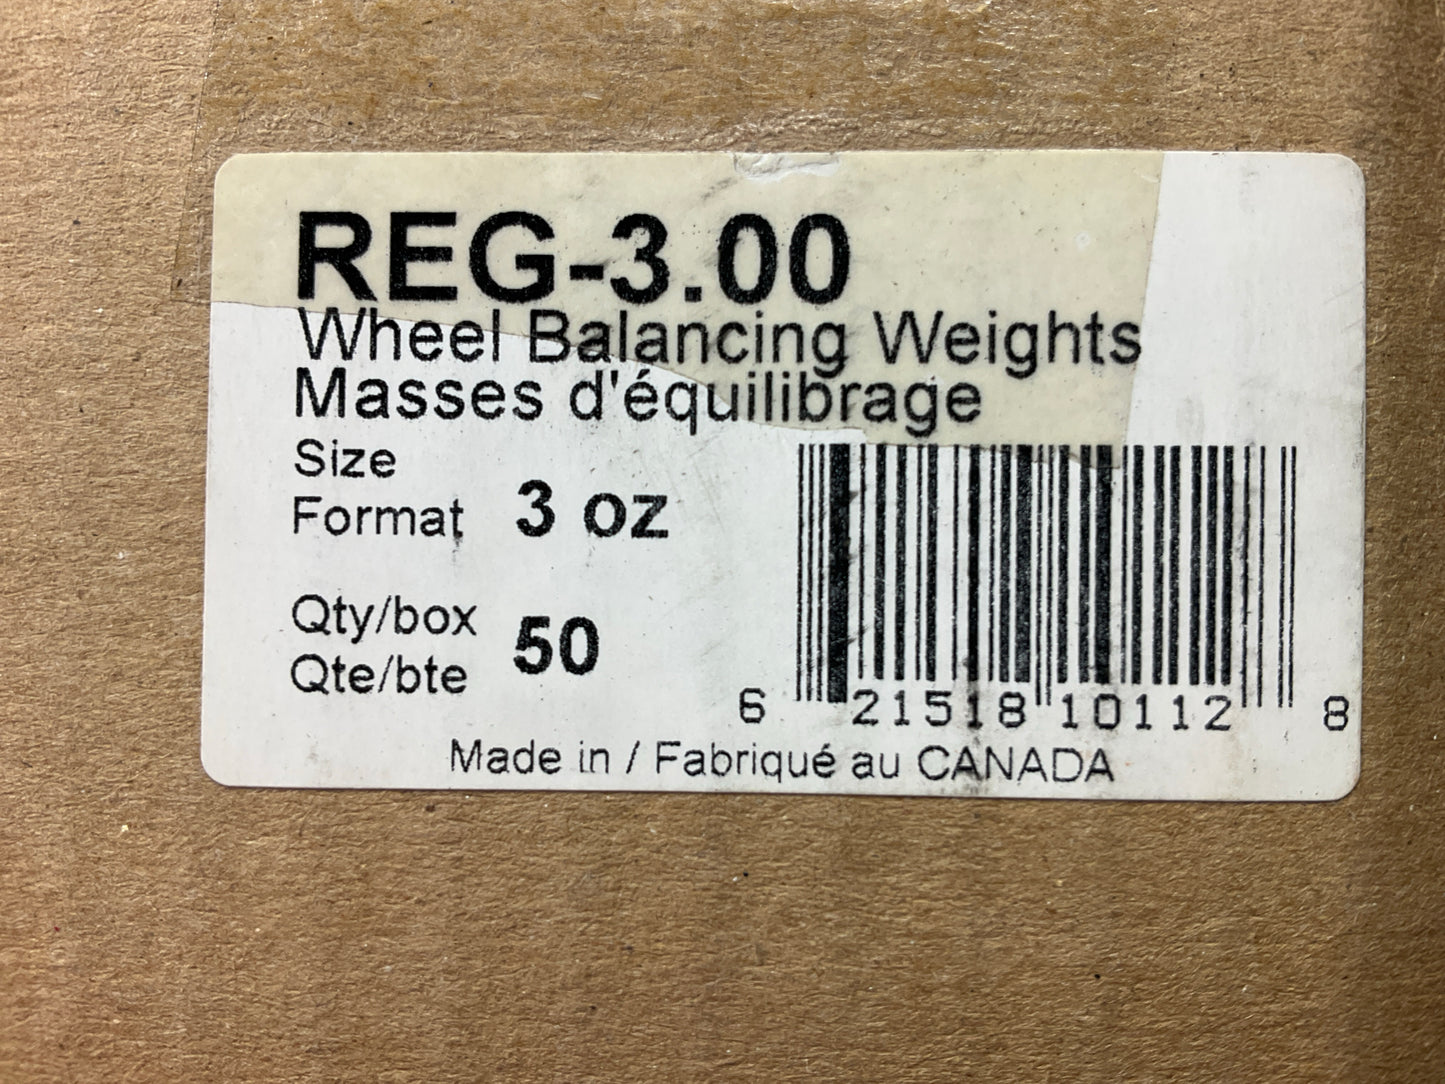 REG-3.00
Wheel Balancing Weights
Masses d'équilibrage
Size
Format 3 oz
Qty/box
Qte/bte 50
6 21518 10112 8
Made in / Fabriqué au CANADA